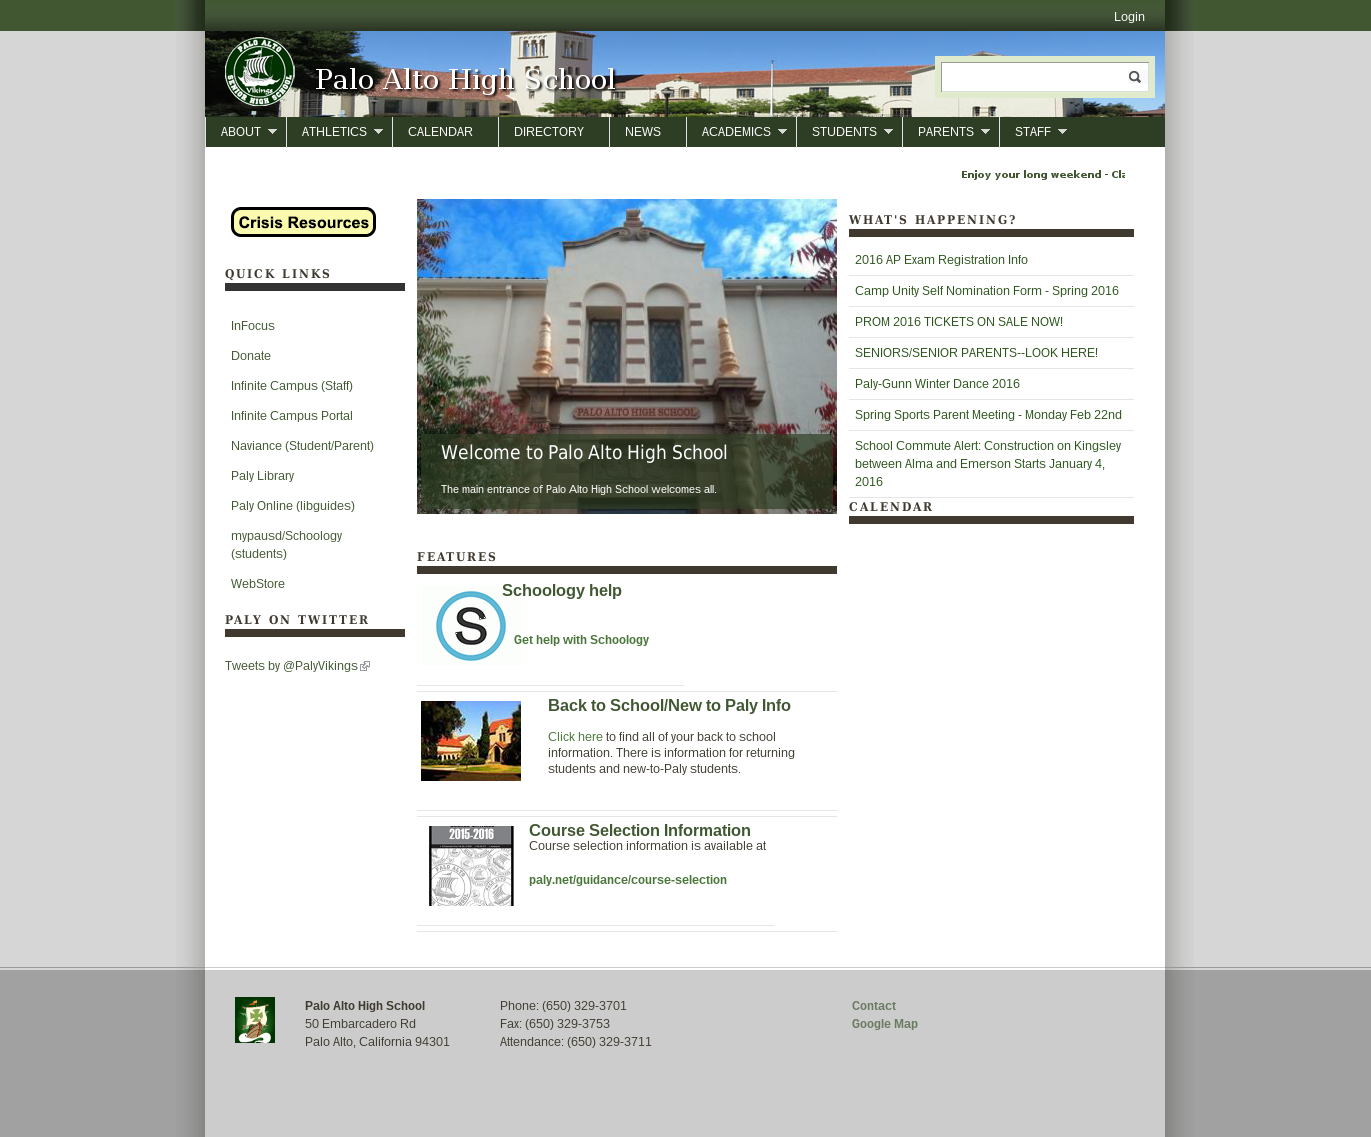 Login
PALO ALTO
Vikings
SENIOR HIGH SCHOOL
Palo Alto High School
ABOUT
ATHLETICS
CALENDAR
DIRECTORY
NEWS
ACADEMICS
STUDENTS
PARENTS
STAFF
Enjoy your long weekend -
Crisis Resources
QUICK LINKS
InFocus
Donate
Infinite Campus (Staff)
Infinite Campus Portal
Naviance (Student/Parent)
Paly Library
Paly Online (libguides)
mypausd/Schoology
(students)
WebStore
PALY ON TWITTER
Tweets by @PalyVikings
PALO ALTO HIGH SCHOOL
Welcome to Palo Alto High School
The main entrance of Palo Alto High School welcomes all.
FEATURES
S
Schoology help
Get help with Schoology
Back to School/New to Paly Info
Click here to find all of your back to school
information. There is information for returning
students and new-to-Paly students.
2015-2016
Course Selection Information
Course selection information is available at
paly.net/guidance/course-selection
WHAT'S HAPPENING?
2016 AP Exam Registration Info
Camp Unity Self Nomination Form - Spring 2016
PROM 2016 TICKETS ON SALE NOW!
SENIORS/SENIOR PARENTS--LOOK HERE!
Paly-Gunn Winter Dance 2016
Spring Sports Parent Meeting - Monday Feb 22nd
School Commute Alert: Construction on Kingsley
between Alma and Emerson Starts January 4,
2016
CALENDAR
Palo Alto High School
50 Embarcadero Rd
Palo Alto, California 94301
Phone: (650) 329-3701
Fax: (650) 329-3753
Attendance: (650) 329-3711
Contact
Google Map